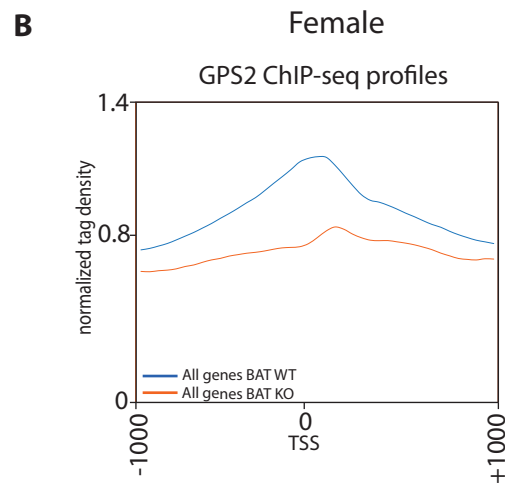 B
Female
GPS2 ChIP-seq profiles
1.4
0.8
0
normalized tag density
All genes BAT WT
All genes BAT KO
-1000
0
+1000
TSS